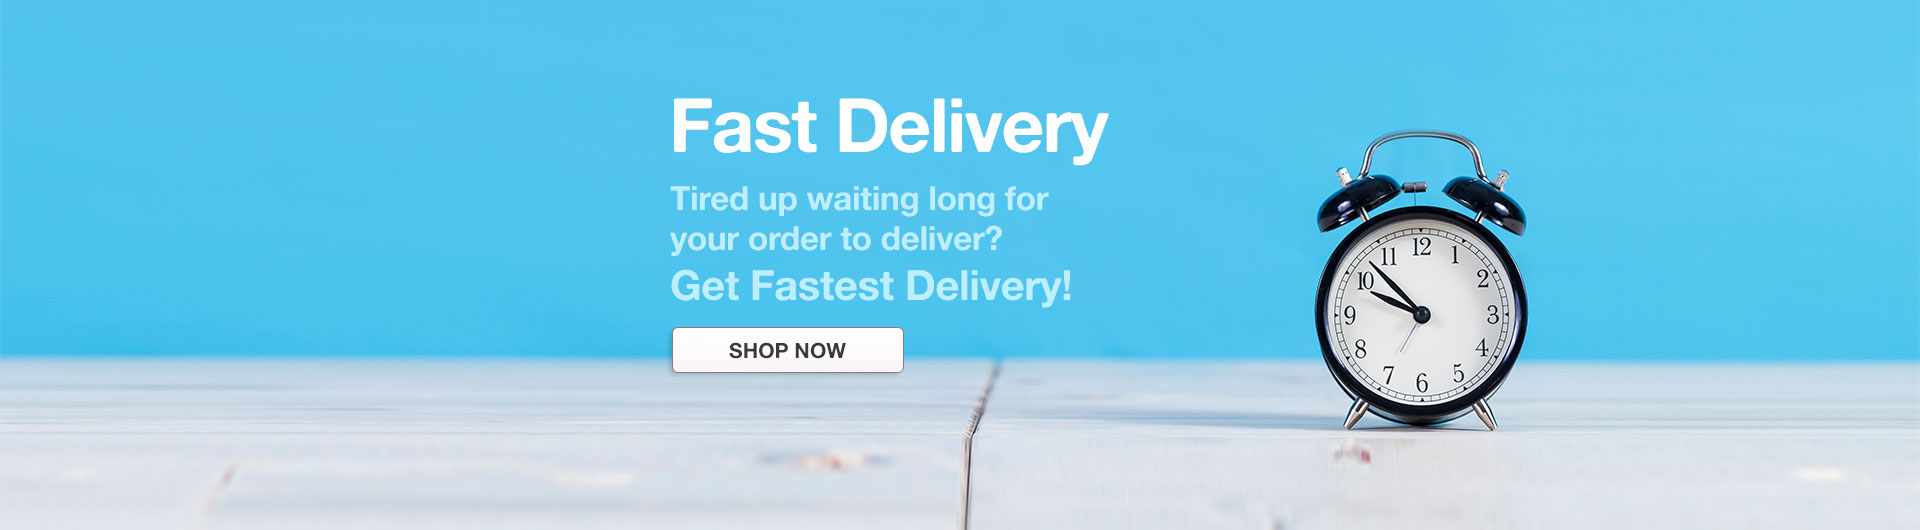 Fast Delivery
Tired up waiting long for
your order to deliver?
Get Fastest Delivery!
SHOP NOW
12
1
2
3
4
5
6
7
8
9
10
11